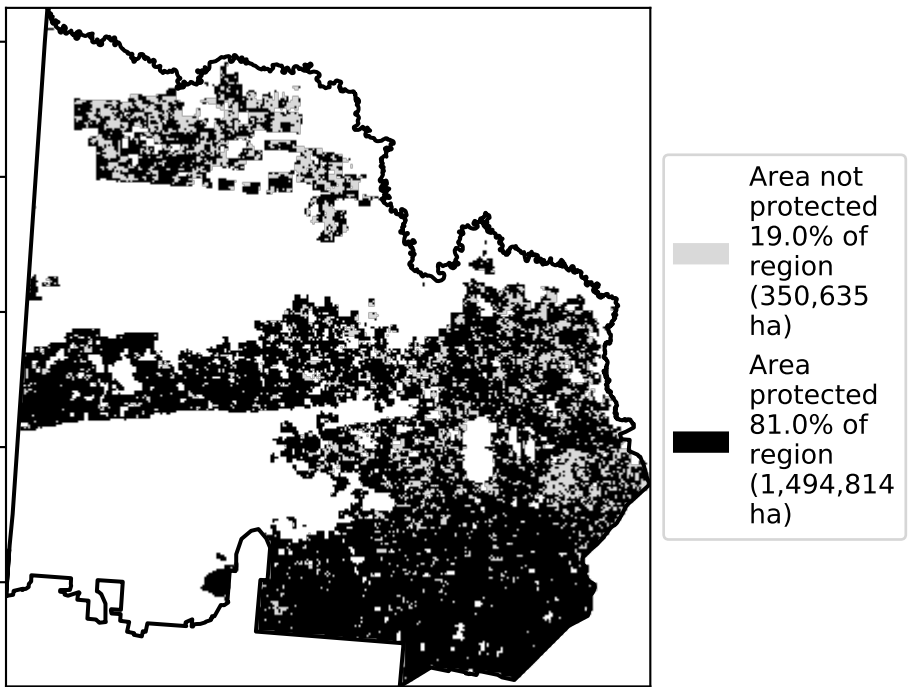 Area not
protected
19.0% of
region
(350,635
ha)
Area
protected
81.0% of
region
(1,494,814
ha)